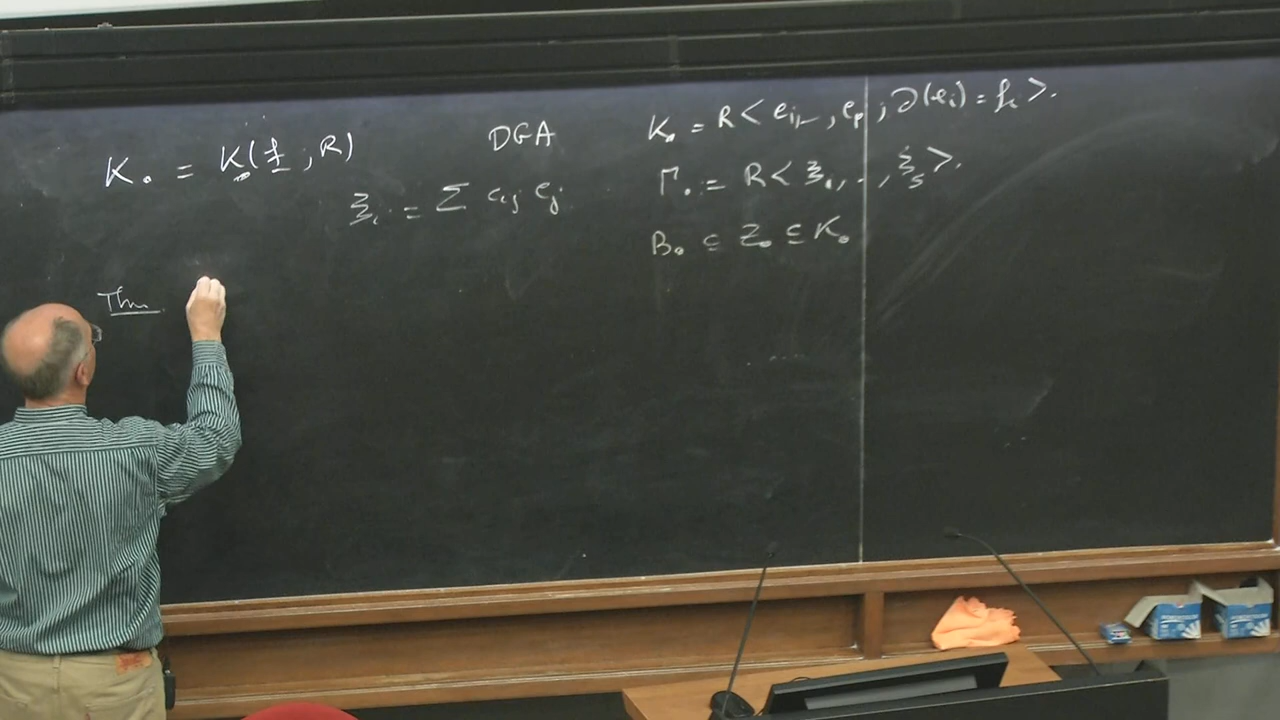 K. = K(f ; R)
DGA
ξᵢ = Σ cᵢⱼ eⱼ
K. = R< e₁, , eₚ ; ∂(eᵢ) = fᵢ >.
Γ. := R< ξ₁, .. , ξₛ >.
B. ⊆ Z. ⊆ K.
Thm